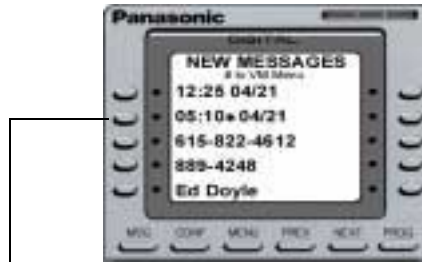 Panasonic
DIGITAL
NEW MESSAGES
# to VM Menu
12:25 04/21
05:10* 04/21
615-822-4612
889-4248
Ed Doyle
MSG CONF MENU PREV NEXT PROG